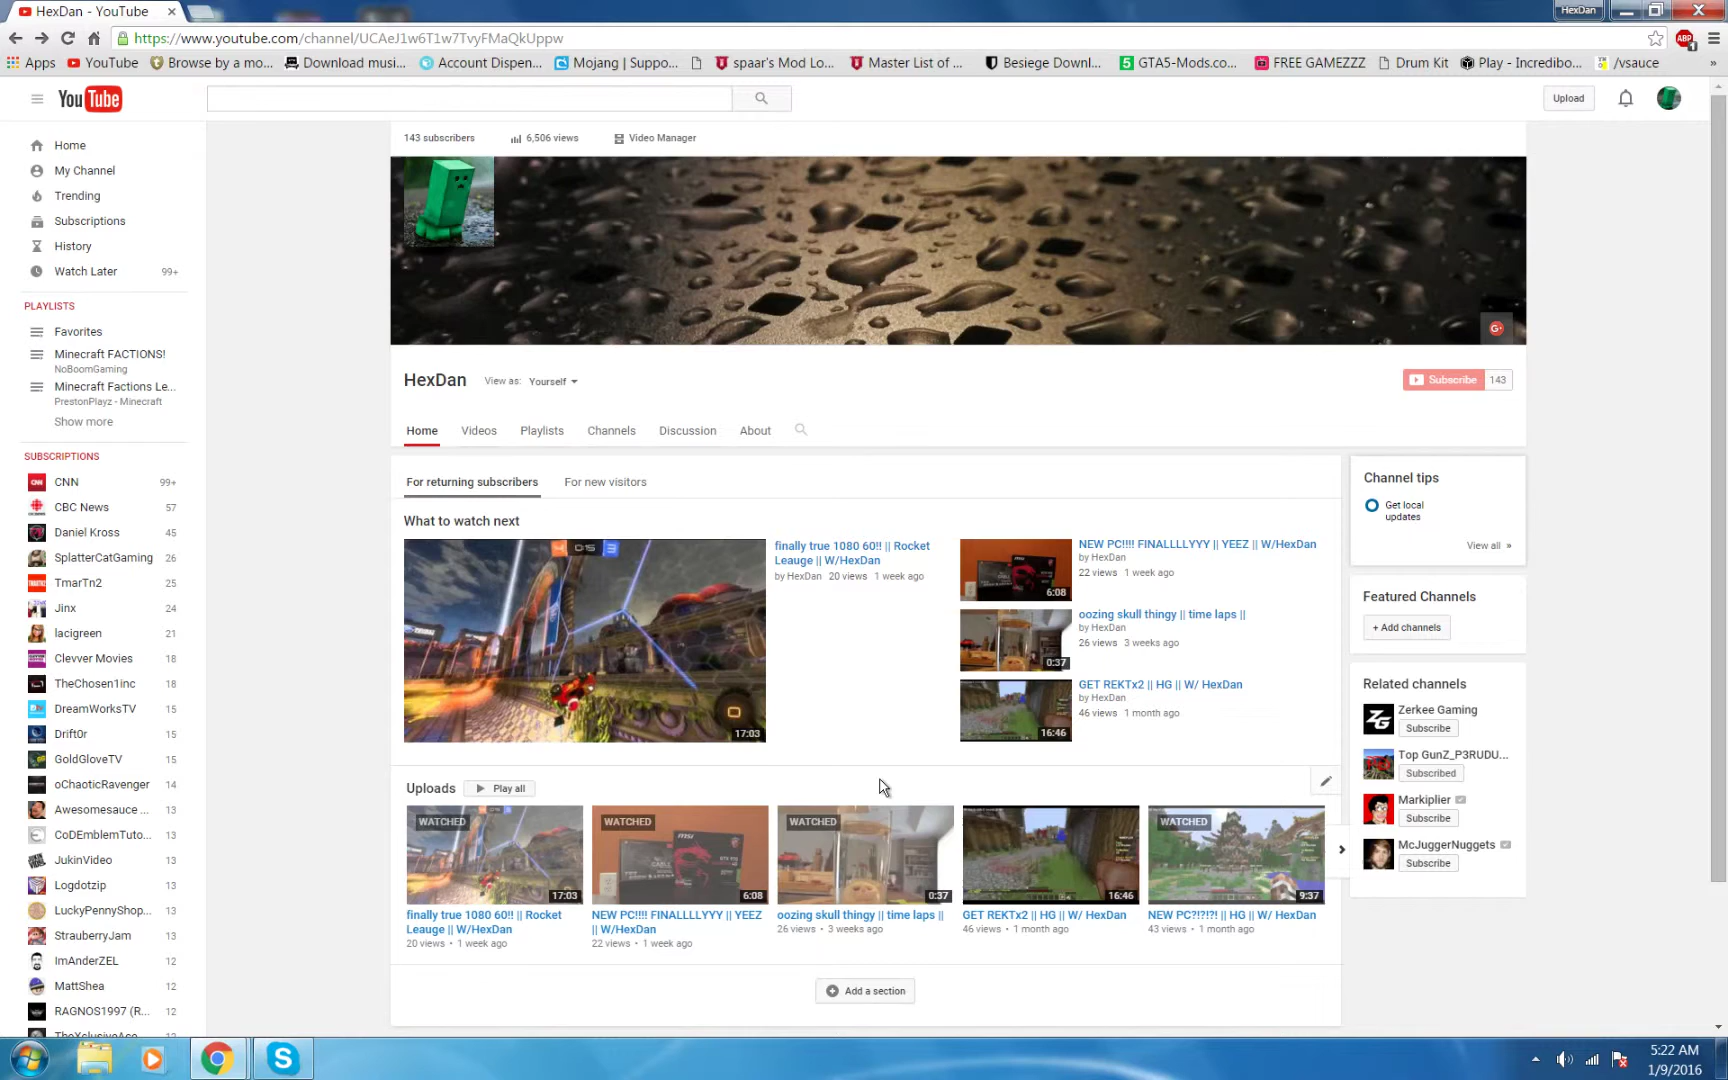 HexDan - YouTube
HexDan
https://www.youtube.com/channel/UCAeJ1w6T1w7TvyFMaQkUppw
ABP
1
Apps
YouTube
Browse by a mo...
Download musi...
Account Dispen...
Mojang | Suppo...
spaar's Mod Lo...
Master List of ...
Besiege Downl...
GTA5-Mods.co...
FREE GAMEZZZ
Drum Kit
Play - Incredibo...
/vsauce
»
YouTube
Upload
Home
My Channel
Trending
Subscriptions
History
Watch Later 99+
PLAYLISTS
Favorites
Minecraft FACTIONS!
NoBoomGaming
Minecraft Factions Le...
PrestonPlayz - Minecraft
Show more
SUBSCRIPTIONS
CNN 99+
CBC News 57
Daniel Kross 45
SplatterCatGaming 26
TmarTn2 25
Jinx 24
lacigreen 21
Clevver Movies 18
TheChosen1inc 18
DreamWorksTV 15
Drift0r 15
GoldGloveTV 15
oChaoticRavenger 14
Awesomesauce ... 13
CoDEmblemTuto... 13
JukinVideo 13
Logdotzip 13
LuckyPennyShop... 13
StrauberryJam 13
ImAnderZEL 12
MattShea 12
RAGNOS1997 (R... 12
143 subscribers
6,506 views
Video Manager
HexDan
View as: Yourself
Subscribe 143
Home
Videos
Playlists
Channels
Discussion
About
For returning subscribers
For new visitors
What to watch next
4 0:15 3
17:03
finally true 1080 60!! || Rocket
Leauge || W/HexDan
by HexDan 20 views 1 week ago
6:08
NEW PC!!!! FINALLLLYYY || YEEZ || W/HexDan
by HexDan
22 views 1 week ago
0:37
oozing skull thingy || time laps ||
by HexDan
26 views 3 weeks ago
16:46
GET REKTx2 || HG || W/ HexDan
by HexDan
46 views 1 month ago
Uploads
Play all
WATCHED
17:03
finally true 1080 60!! || Rocket
Leauge || W/HexDan
20 views • 1 week ago
WATCHED
6:08
NEW PC!!!! FINALLLLYYY || YEEZ
|| W/HexDan
22 views • 1 week ago
WATCHED
0:37
oozing skull thingy || time laps ||
26 views • 3 weeks ago
16:46
GET REKTx2 || HG || W/ HexDan
46 views • 1 month ago
WATCHED
9:37
NEW PC?!?!?! || HG || W/ HexDan
43 views • 1 month ago
Add a section
Channel tips
Get local
updates
View all »
Featured Channels
+ Add channels
Related channels
ZG
Zerkee Gaming
Subscribe
Top GunZ_P3RUDU...
Subscribed
Markiplier
Subscribe
McJuggerNuggets
Subscribe
5:22 AM
1/9/2016